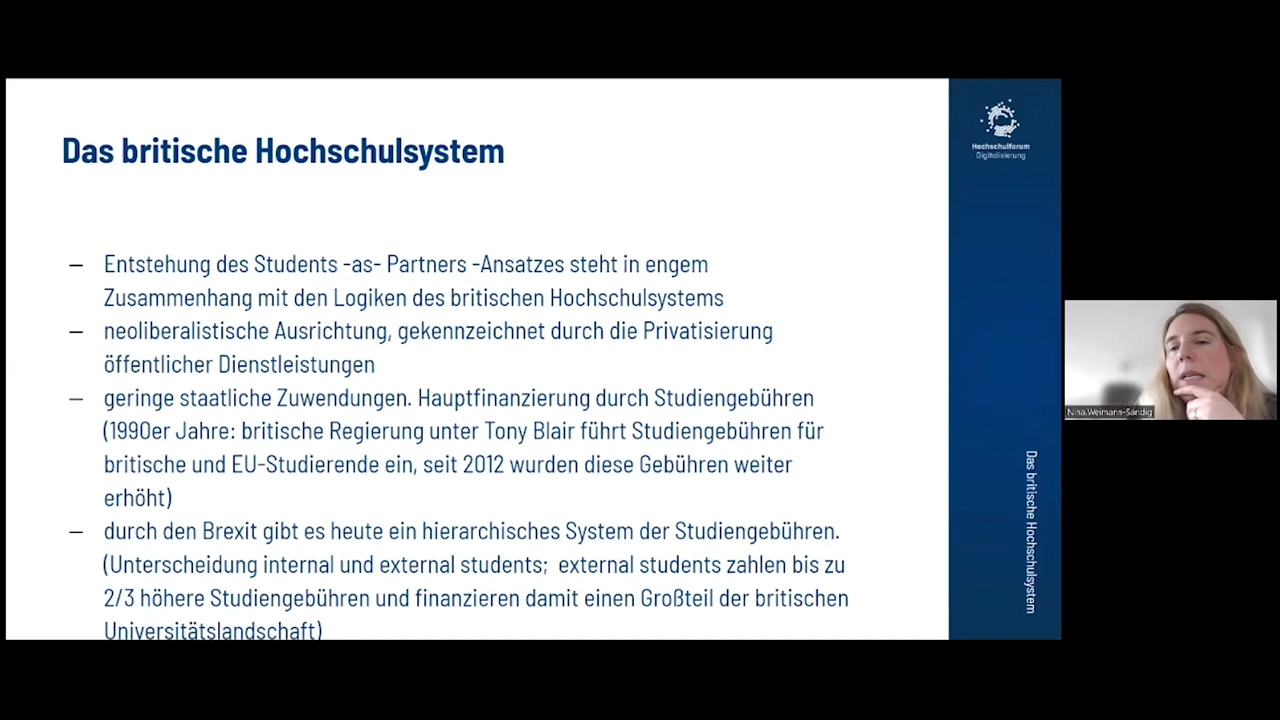 Das britische Hochschulsystem
– Entstehung des Students -as- Partners -Ansatzes steht in engem
Zusammenhang mit den Logiken des britischen Hochschulsystems
– neoliberalistische Ausrichtung, gekennzeichnet durch die Privatisierung
öffentlicher Dienstleistungen
– geringe staatliche Zuwendungen. Hauptfinanzierung durch Studiengebühren
(1990er Jahre: britische Regierung unter Tony Blair führt Studiengebühren für
britische und EU-Studierende ein, seit 2012 wurden diese Gebühren weiter
erhöht)
– durch den Brexit gibt es heute ein hierarchisches System der Studiengebühren.
(Unterscheidung internal und external students;  external students zahlen bis zu
2/3 höhere Studiengebühren und finanzieren damit einen Großteil der britischen
Universitätslandschaft)
Hochschulforum
Digitalisierung
Das britische Hochschulsystem
Nina.Weimann-Sandig